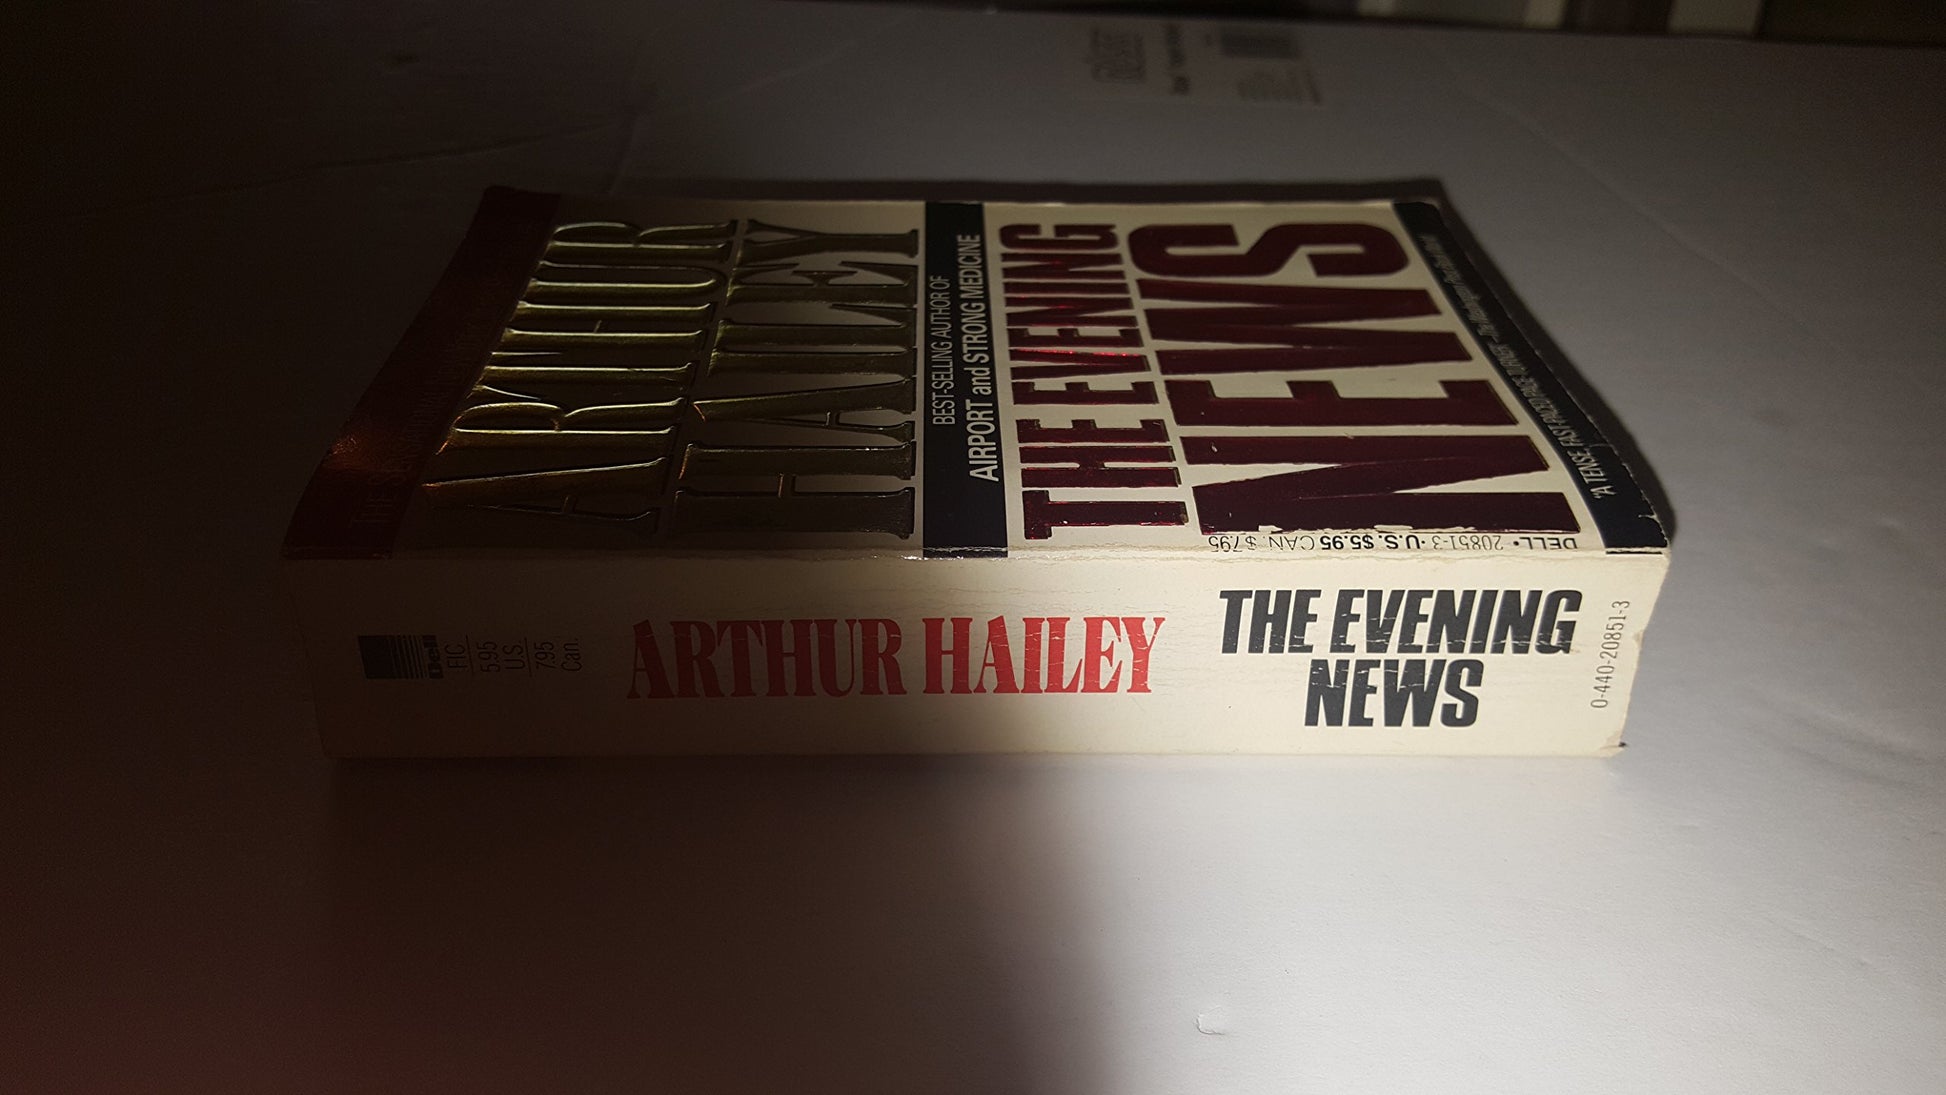 ARTHUR
HAILEY
BEST-SELLING AUTHOR OF
AIRPORT and STRONG MEDICINE
THE EVENING
NEWS
"A TENSE, FAST-PACED
DELL • 20851-3 • U.S. $5.95 CAN. $7.95
Dell
FIC
5.95
U.S.
7.95
Can.
ARTHUR HAILEY
THE EVENING
NEWS
0-440-20851-3